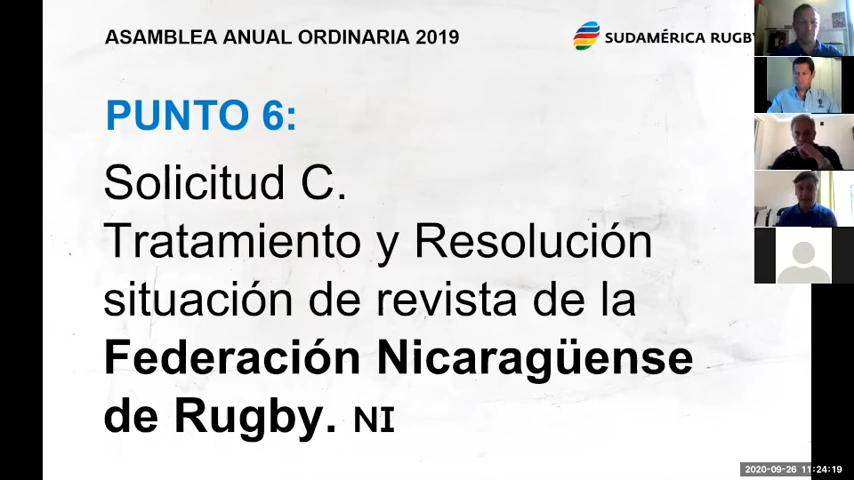 ASAMBLEA ANUAL ORDINARIA 2019
SUDAMÉRICA RUGBY
PUNTO 6:
Solicitud C.
Tratamiento y Resolución
situación de revista de la
Federación Nicaragüense
de Rugby. NI
2020-09-26 11:24:19